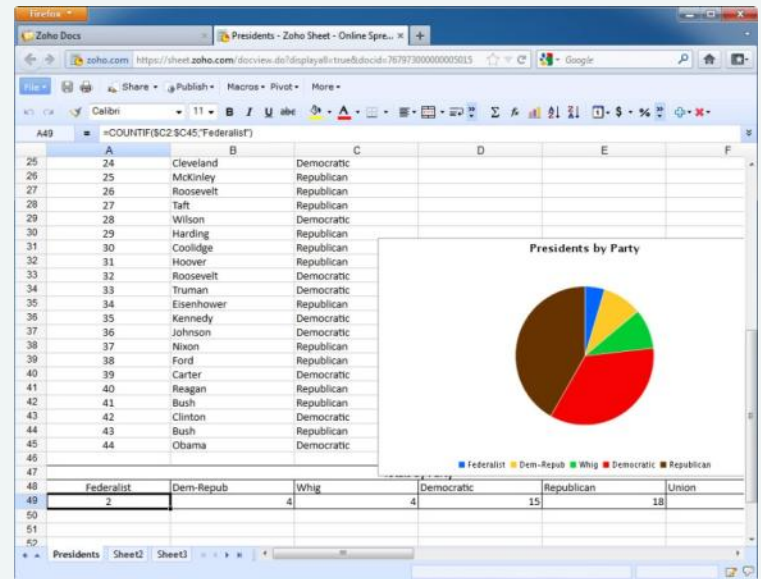 Firefox
Zoho Docs × Presidents - Zoho Sheet - Online Spre... × +
zoho.com https://sheet.zoho.com/docview.do?displayall=true&docid=767973000000005015 Google
File Share Publish Macros Pivot More
Calibri 11 B I U abc A Σ $ %
A49 = =COUNTIF($C2:$C45;"Federalist")
A B C D E F
25 24 Cleveland Democratic
26 25 McKinley Republican
27 26 Roosevelt Republican
28 27 Taft Republican
29 28 Wilson Democratic
30 29 Harding Republican
31 30 Coolidge Republican
Presidents by Party
32 31 Hoover Republican
33 32 Roosevelt Democratic
34 33 Truman Democratic
35 34 Eisenhower Republican
36 35 Kennedy Democratic
37 36 Johnson Democratic
38 37 Nixon Republican
39 38 Ford Republican
40 39 Carter Democratic
41 40 Reagan Republican
42 41 Bush Republican
43 42 Clinton Democratic
44 43 Bush Republican
45 44 Obama Democratic
46
Federalist Dem-Repub Whig Democratic Republican
47
48 Federalist Dem-Repub Whig Democratic Republican Union
49 2 4 4 15 18
50
51
52
Presidents Sheet2 Sheet3